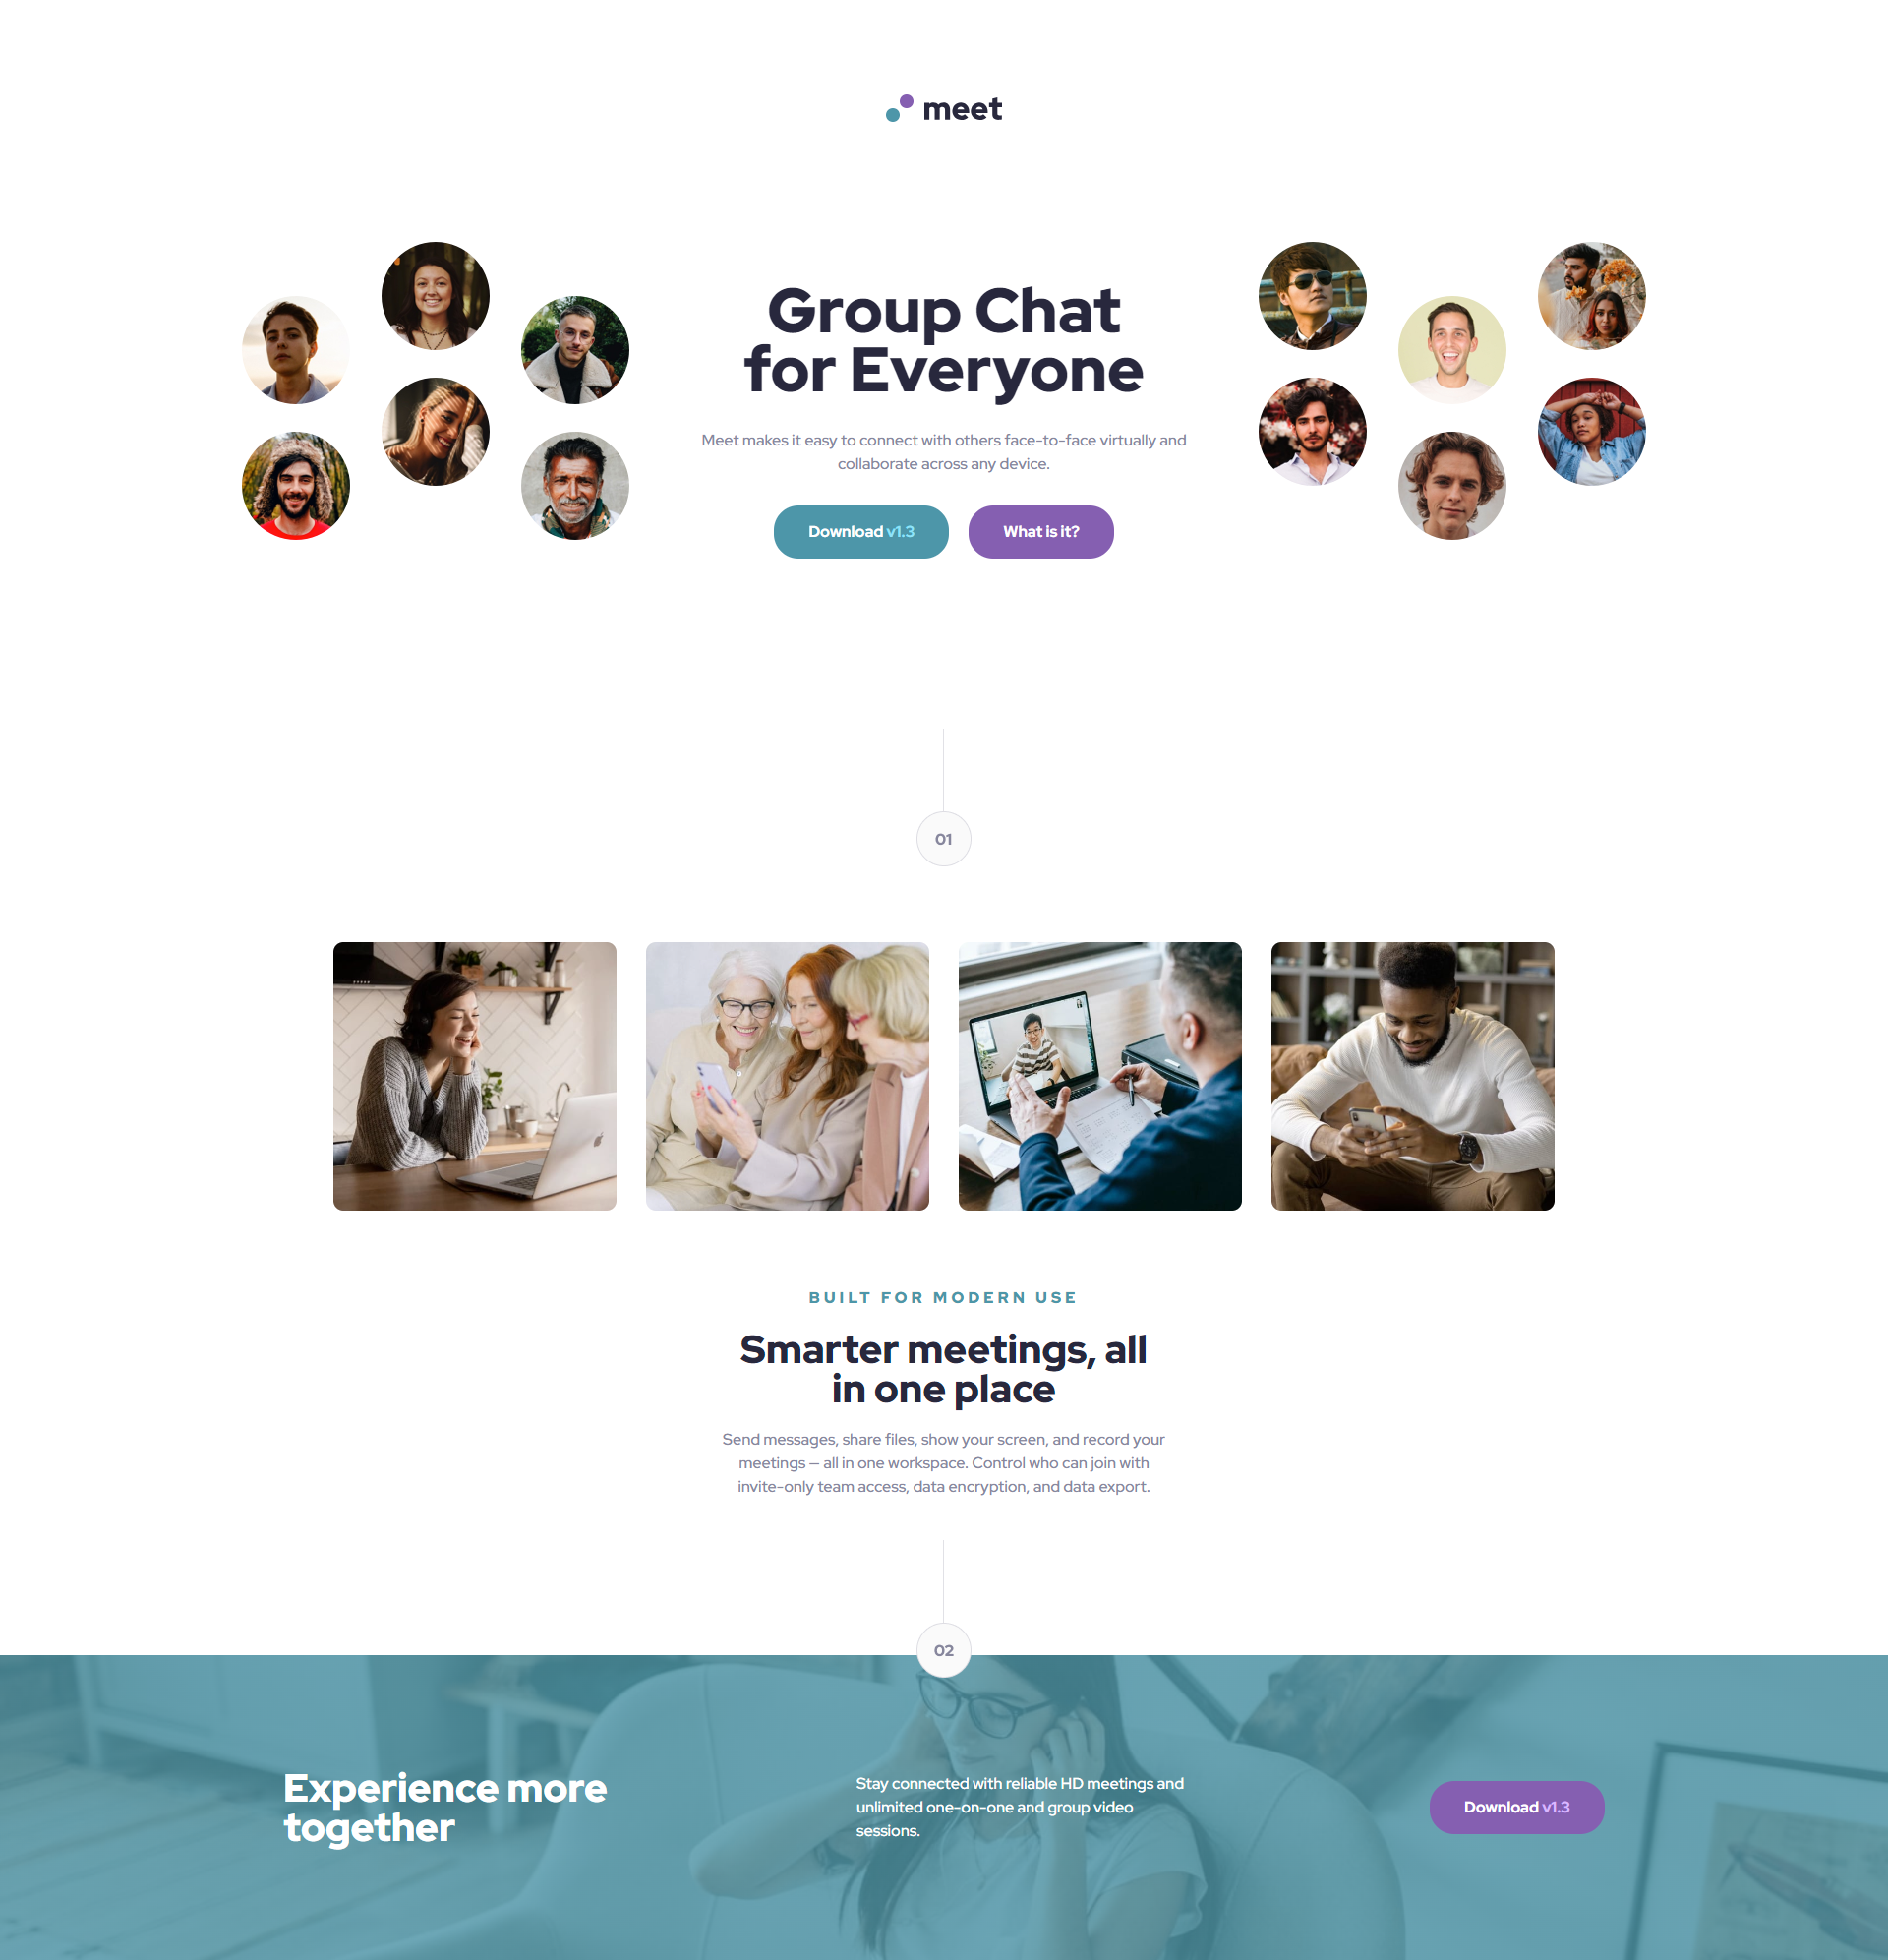 meet
Group Chat
for Everyone
Meet makes it easy to connect with others face-to-face virtually and
collaborate across any device.
Download v1.3
What is it?
01
BUILT FOR MODERN USE
Smarter meetings, all
in one place
Send messages, share files, show your screen, and record your
meetings — all in one workspace. Control who can join with
invite-only team access, data encryption, and data export.
02
Experience more
together
Stay connected with reliable HD meetings and
unlimited one-on-one and group video
sessions.
Download v1.3